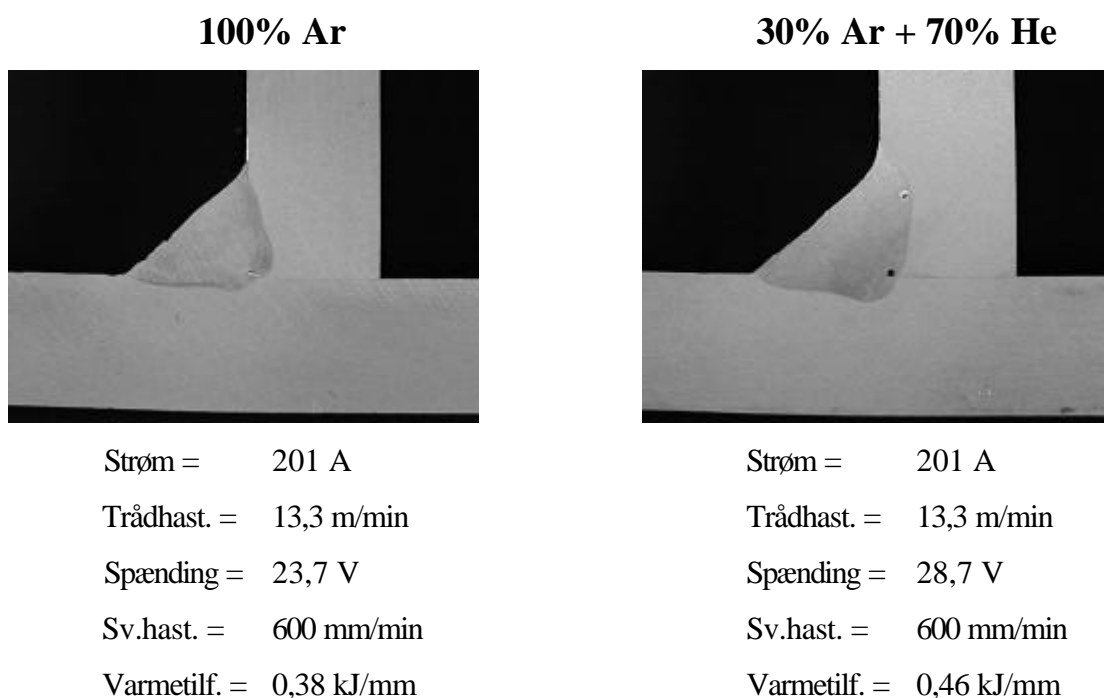 100% Ar
30% Ar + 70% He
Strøm = 201 A
Trådhast. = 13,3 m/min
Spænding = 23,7 V
Sv.hast. = 600 mm/min
Varmetilf. = 0,38 kJ/mm
Strøm = 201 A
Trådhast. = 13,3 m/min
Spænding = 28,7 V
Sv.hast. = 600 mm/min
Varmetilf. = 0,46 kJ/mm